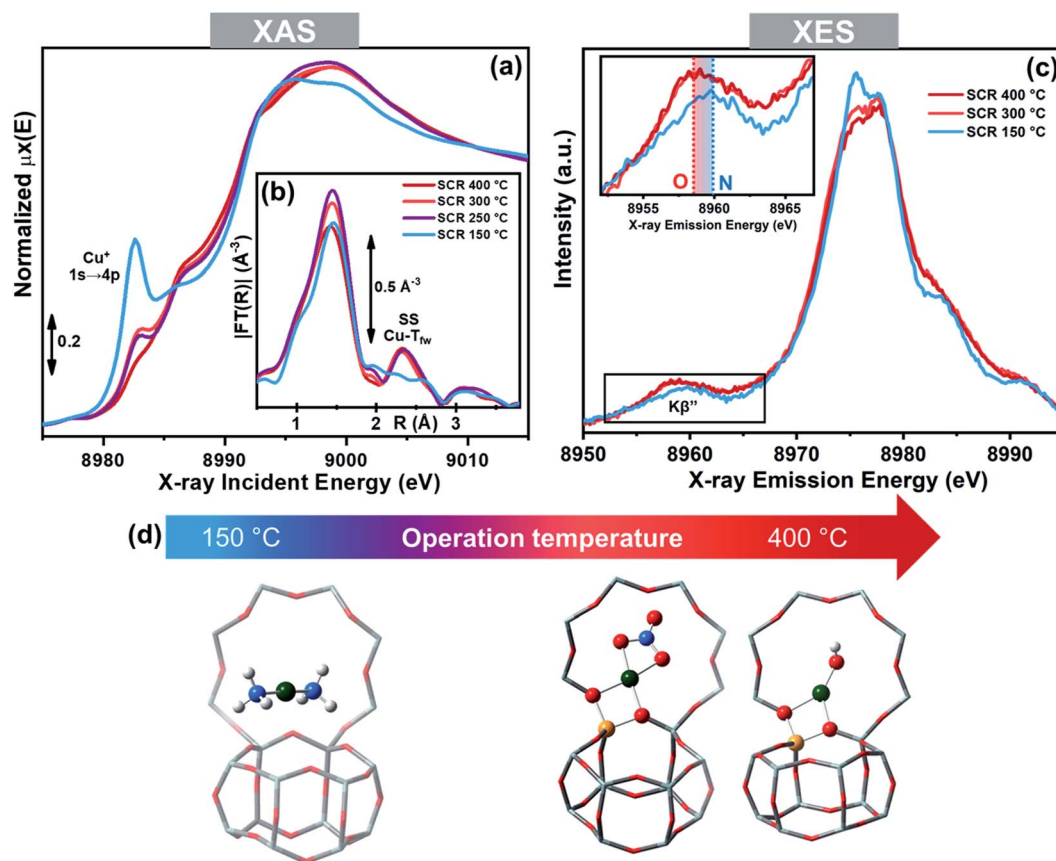 XAS
(a)
Normalized µx(E)
Cu⁺
1s→4p
0.2
8980
8990
9000
9010
X-ray Incident Energy (eV)
(b)
SCR 400 °C
SCR 300 °C
SCR 250 °C
SCR 150 °C
|FT(R)| (Å⁻³)
0.5 Å⁻³
SS
Cu-Tfw
1
2
3
R (Å)
XES
(c)
SCR 400 °C
SCR 300 °C
SCR 150 °C
O
N
8955
8960
8965
X-ray Emission Energy (eV)
Intensity (a.u.)
Kβ’’
8950
8960
8970
8980
8990
X-ray Emission Energy (eV)
(d)
150 °C
Operation temperature
400 °C